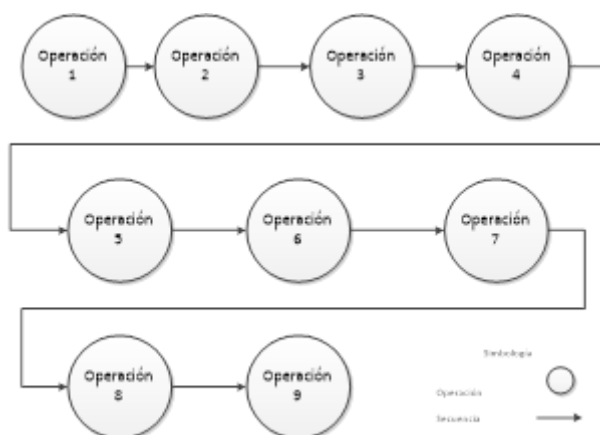 Operación
1
Operación
2
Operación
3
Operación
4
Operación
5
Operación
6
Operación
7
Operación
8
Operación
9
Simbología
Operación
Secuencia